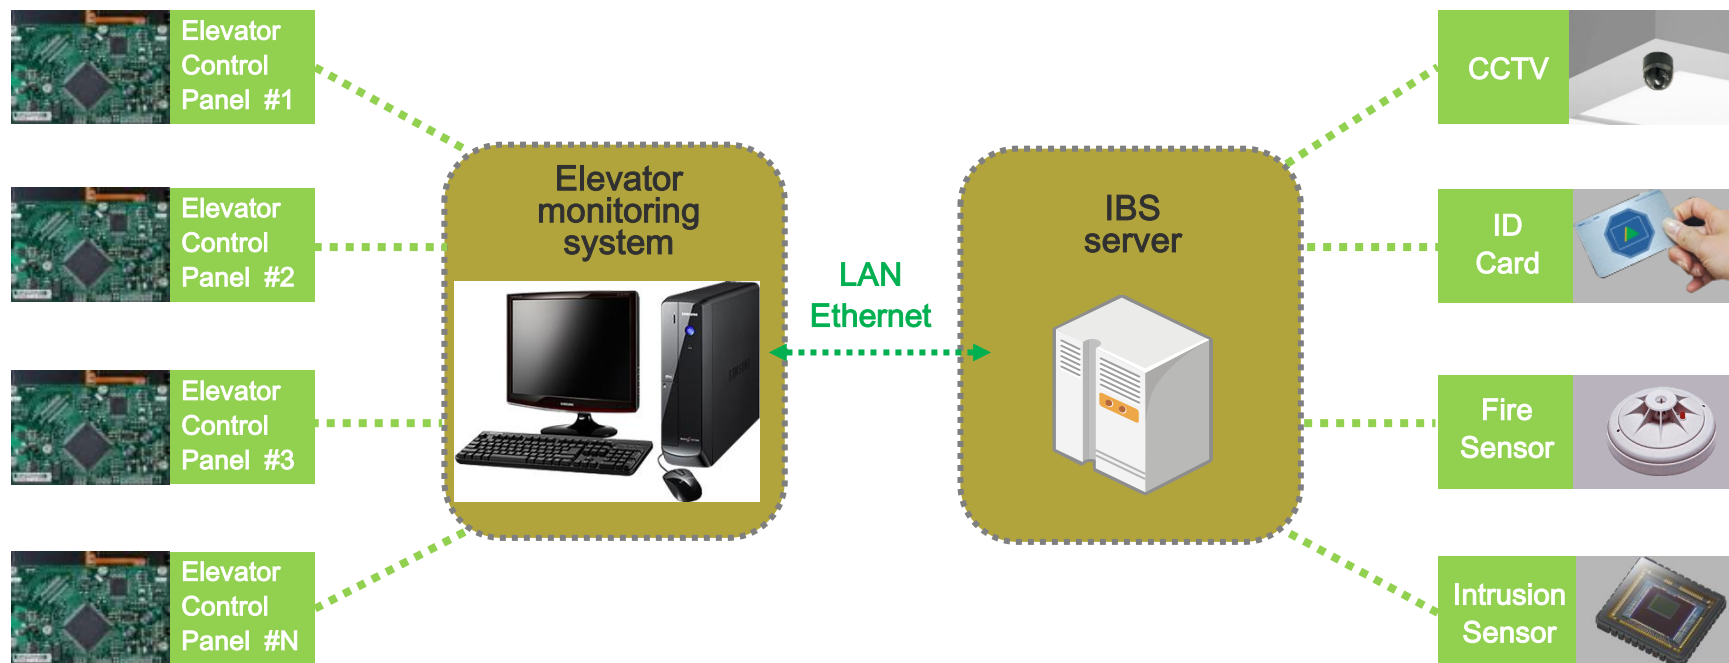 Elevator
Control
Panel #1
Elevator
Control
Panel #2
Elevator
Control
Panel #3
Elevator
Control
Panel #N
Elevator
monitoring
system
LAN
Ethernet
IBS
server
CCTV
ID
Card
Fire
Sensor
Intrusion
Sensor